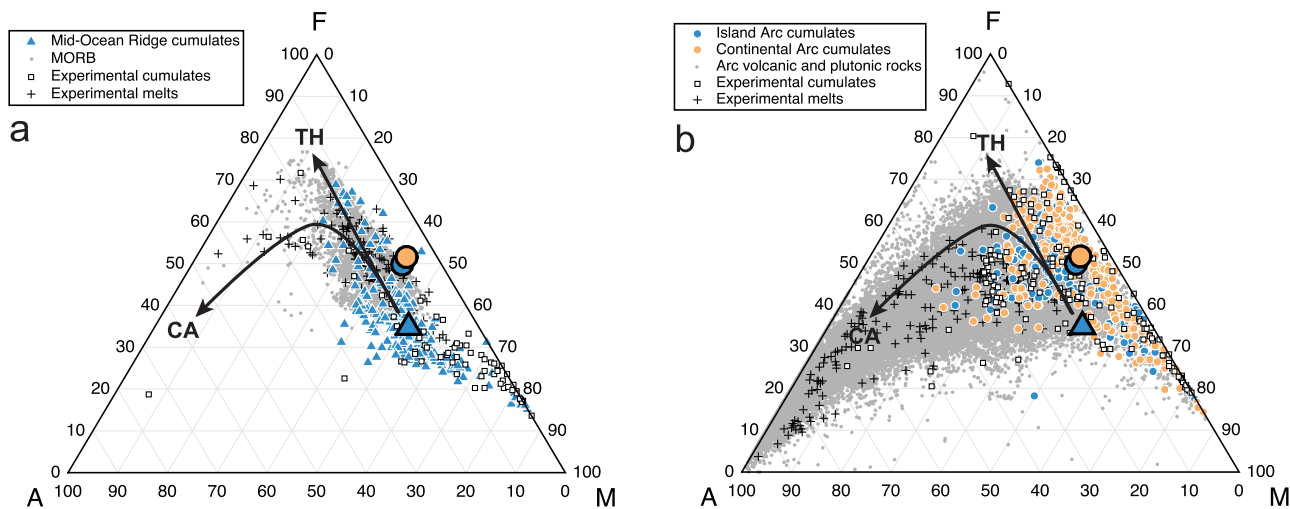 F
Mid-Ocean Ridge cumulates
MORB
Experimental cumulates
Experimental melts
a
100 0
90 10
80 20
TH
70 30
60 40
50 50
40 60
CA
30 70
20 80
10 90
0 100
A 100 90 80 70 60 50 40 30 20 10 0 M
F
Island Arc cumulates
Continental Arc cumulates
Arc volcanic and plutonic rocks
Experimental cumulates
Experimental melts
b
100 0
90 10
80 20
TH
70 30
60 40
50 50
40 60
CA
30 70
20 80
10 90
0 100
A 100 90 80 70 60 50 40 30 20 10 0 M